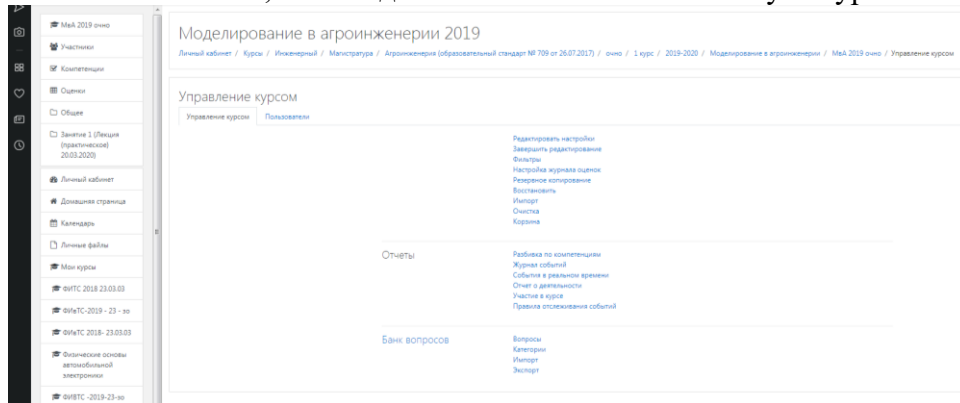 МвА 2019 очно
Участники
Компетенции
Оценки
Общее
Занятие 1 (Лекция
(практическое)
20.03.2020)
Личный кабинет
Домашняя страница
Календарь
Личные файлы
Мои курсы
ФИТС 2018 23.03.03
ФИвТС-2019 - 23 - зо
ФИвТС 2018- 23.03.03
Физические основы
автомобильной
электроники
ФИВТС -2019-23-зо
Моделирование в агроинженерии 2019
Личный кабинет / Курсы / Инженерный / Магистратура / Агроинженерия (образовательный стандарт № 709 от 26.07.2017) / очно / 1 курс / 2019-2020 / Моделирование в агроинженерии / МвА 2019 очно / Управление курсом
Управление курсом
Управление курсом Пользователи
Редактировать настройки
Завершить редактирование
Фильтры
Настройка журнала оценок
Резервное копирование
Восстановить
Импорт
Очистка
Корзина
Отчеты
Разбивка по компетенциям
Журнал событий
События в реальном времени
Отчет о деятельности
Участие в курсе
Правила отслеживания событий
Банк вопросов
Вопросы
Категории
Импорт
Экспорт